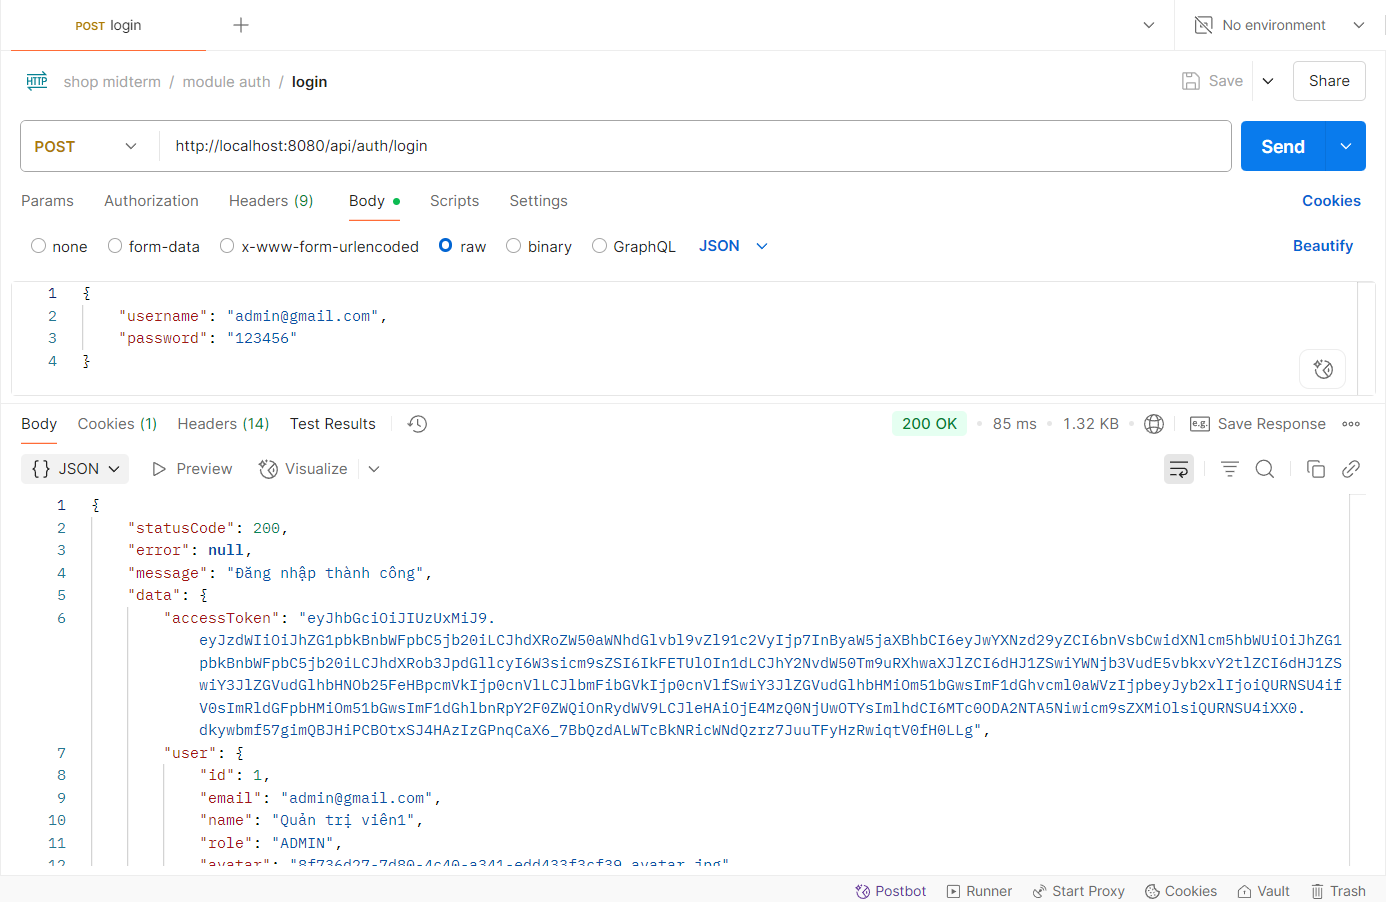 POST login
No environment
HTTP shop midterm / module auth / login
Save
Share
POST http://localhost:8080/api/auth/login
Send
Params Authorization Headers (9) Body Scripts Settings Cookies
none form-data x-www-form-urlencoded raw binary GraphQL JSON Beautify
1 {
2 "username": "admin@gmail.com",
3 "password": "123456"
4 }
Body Cookies (1) Headers (14) Test Results 200 OK 85 ms 1.32 KB e.g. Save Response
{} JSON Preview Visualize
1 {
2 "statusCode": 200,
3 "error": null,
4 "message": "Đăng nhập thành công",
5 "data": {
6 "accessToken": "eyJhbGciOiJIUzUxMiJ9.
eyJzdWIiOiJhZG1pbkBnbWFpbC5jb20iLCJhdXRoZW50aWNhdGlvbl9vZl91c2VyIjp7InByaW5jaXBhbCI6eyJwYXNzd29yZCI6bnVsbCwidXNlcm5hbWUiOiJhZG1
pbkBnbWFpbC5jb20iLCJhdXRob3JpdGllcyI6W3sicm9sZSI6IkFETUlOIn1dLCJhY2NvdW50Tm9uRXhwaXJlZCI6dHJ1ZSwiYWNjb3VudE5vbkxvY2tlZCI6dHJ1ZS
wiY3JlZGVudGlhbHNOb25FeHBpcmVkIjp0cnVlLCJlbmFibGVkIjp0cnVlfSwiY3JlZGVudGlhbHMiOm51bGwsImF1dGhvcml0aWVzIjpbeyJyb2xlIjoiQURNSU4if
V0sImRldGFpbHMiOm51bGwsImF1dGhlbnRpY2F0ZWQiOnRydWV9LCJleHAiOjE4MzQ0NjUwOTYsImlhdCI6MTc0ODA2NTA5Niwicm9sZXMiOlsiQURNSU4iXX0.
dkywbmf57gimQBJHiPCBOtxSJ4HAzIzGPnqCaX6_7BbQzdALWTcBkNRicWNdQzrz7JuuTFyHzRwiqtV0fH0LLg",
7 "user": {
8 "id": 1,
9 "email": "admin@gmail.com",
10 "name": "Quản trị viên1",
11 "role": "ADMIN",
12 "avatar": "8f736d27-7d80-4c40-a341-edd433f3cf39_avatar.jpg"
Postbot Runner Start Proxy Cookies Vault Trash